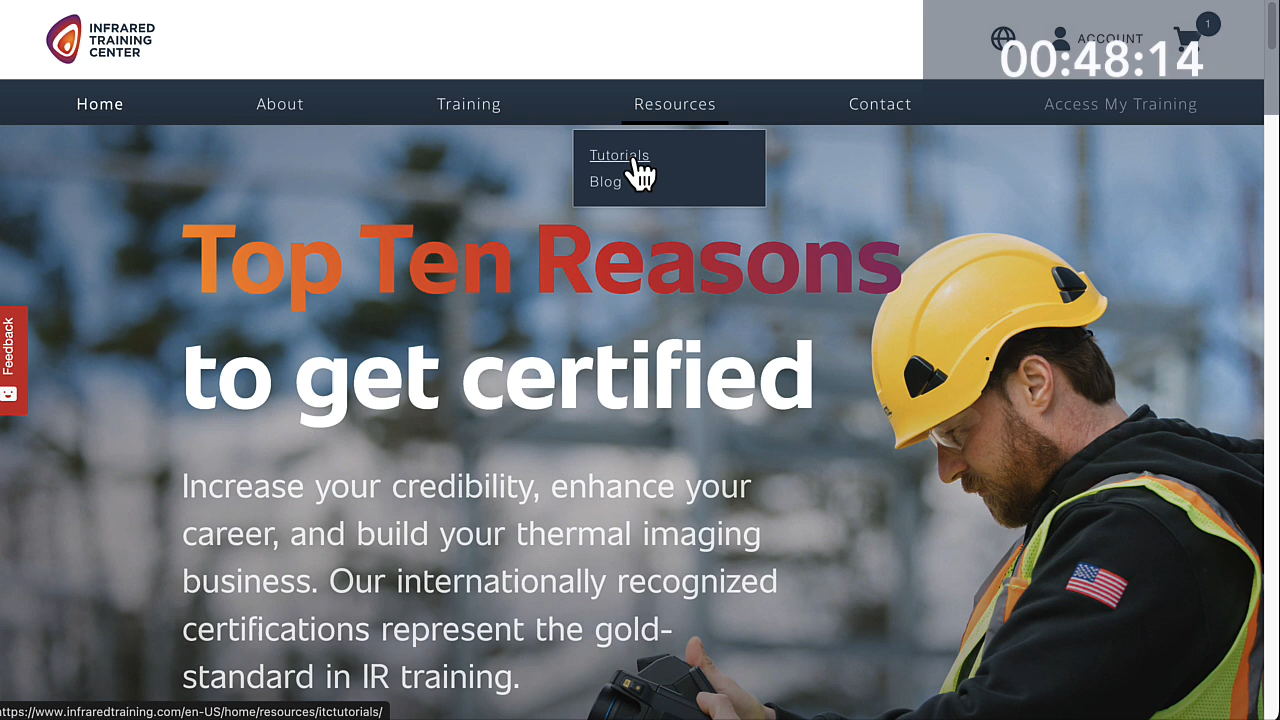 INFRARED
TRAINING
CENTER
ACCOUNT
1
00:48:14
Home About Training Resources Contact Access My Training
Tutorials
Blog
Top Ten Reasons
to get certified
Feedback
Increase your credibility, enhance your
career, and build your thermal imaging
business. Our internationally recognized
certifications represent the gold-
standard in IR training.
ttps://www.infraredtraining.com/en-US/home/resources/itctutorials/